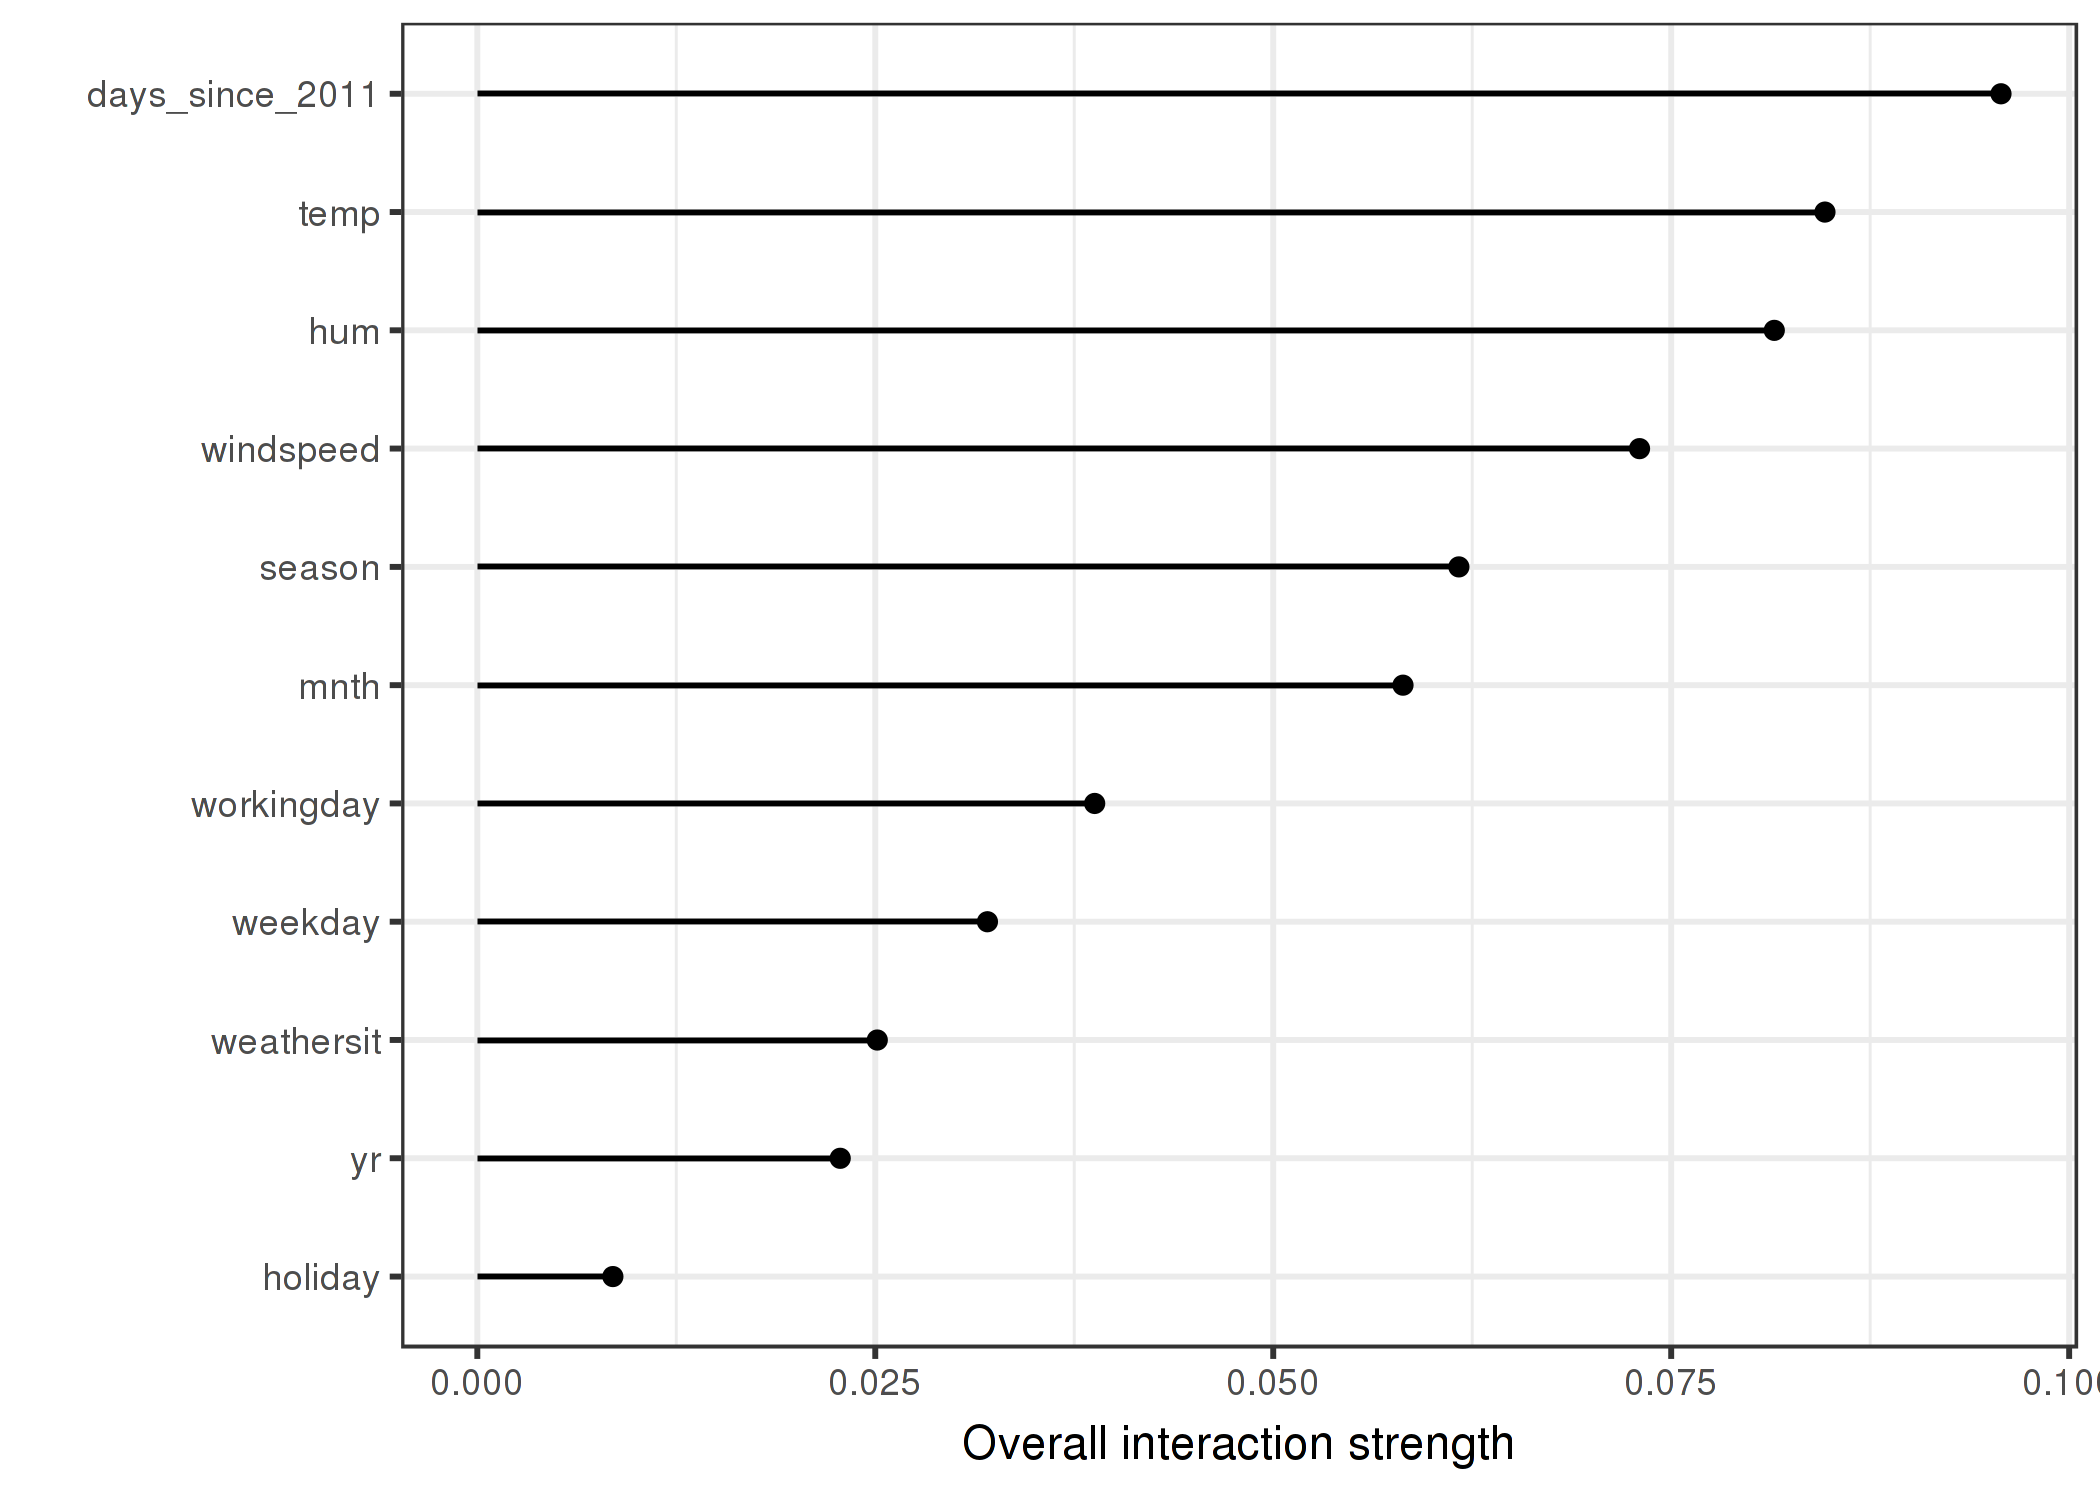 days_since_2011
temp
hum
windspeed
season
mnth
workingday
weekday
weathersit
yr
holiday
0.000 0.025 0.050 0.075 0.10
Overall interaction strength